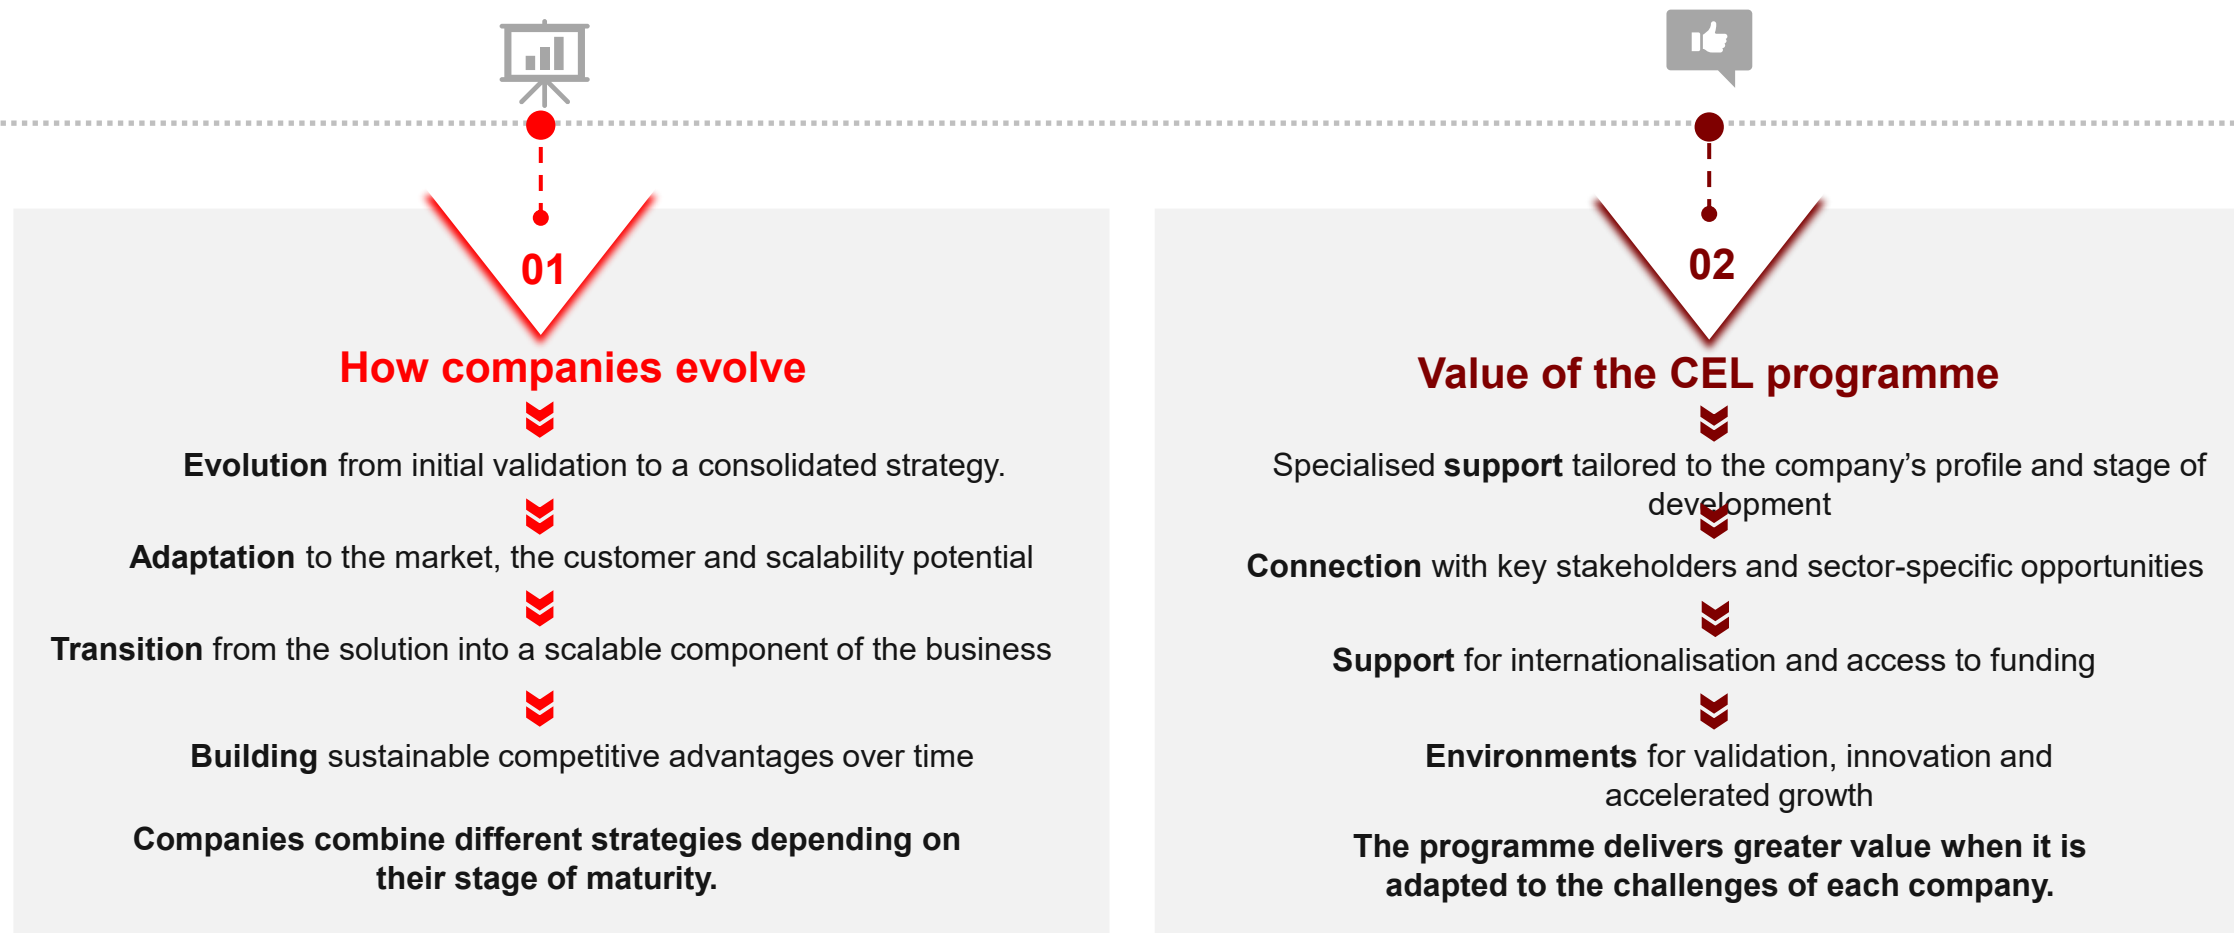 01
How companies evolve
Evolution from initial validation to a consolidated strategy.
Adaptation to the market, the customer and scalability potential
Transition from the solution into a scalable component of the business
Building sustainable competitive advantages over time
Companies combine different strategies depending on
their stage of maturity.
02
Value of the CEL programme
Specialised support tailored to the company’s profile and stage of
development
Connection with key stakeholders and sector-specific opportunities
Support for internationalisation and access to funding
Environments for validation, innovation and
accelerated growth
The programme delivers greater value when it is
adapted to the challenges of each company.